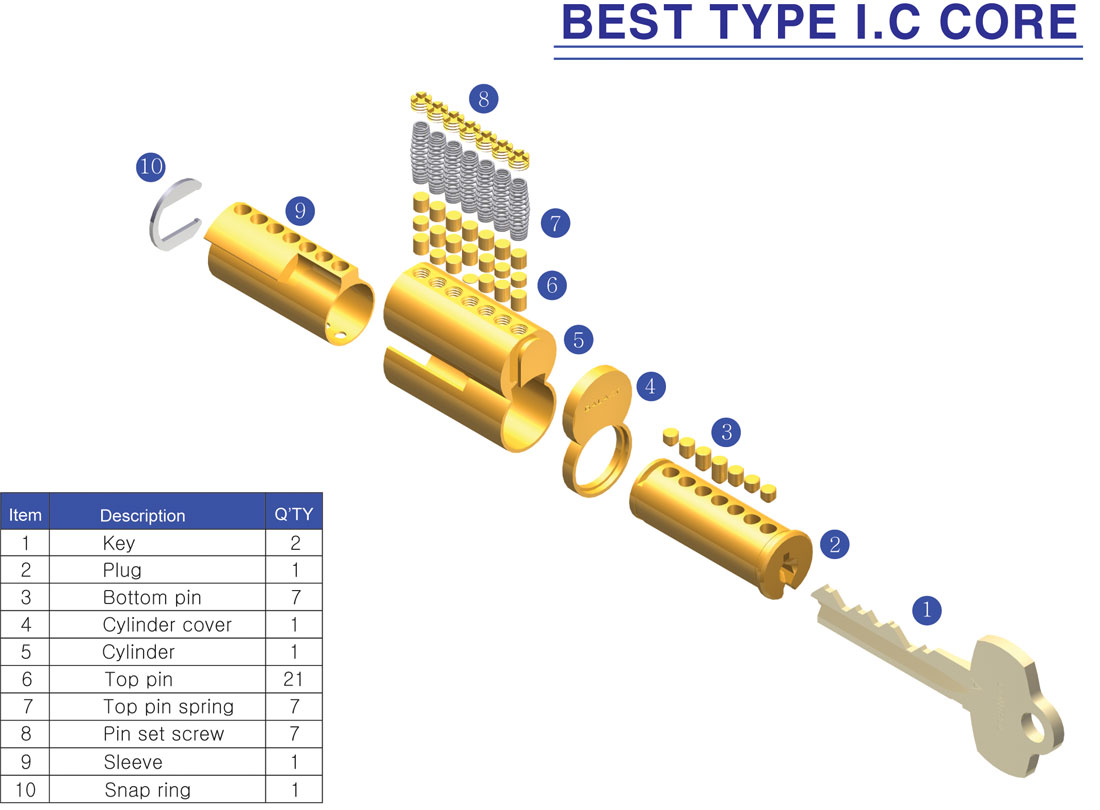 BEST TYPE I.C CORE
8
10
9
7
6
5
4
3
2
1
Item Description Q'TY
1 Key 2
2 Plug 1
3 Bottom pin 7
4 Cylinder cover 1
5 Cylinder 1
6 Top pin 21
7 Top pin spring 7
8 Pin set screw 7
9 Sleeve 1
10 Snap ring 1